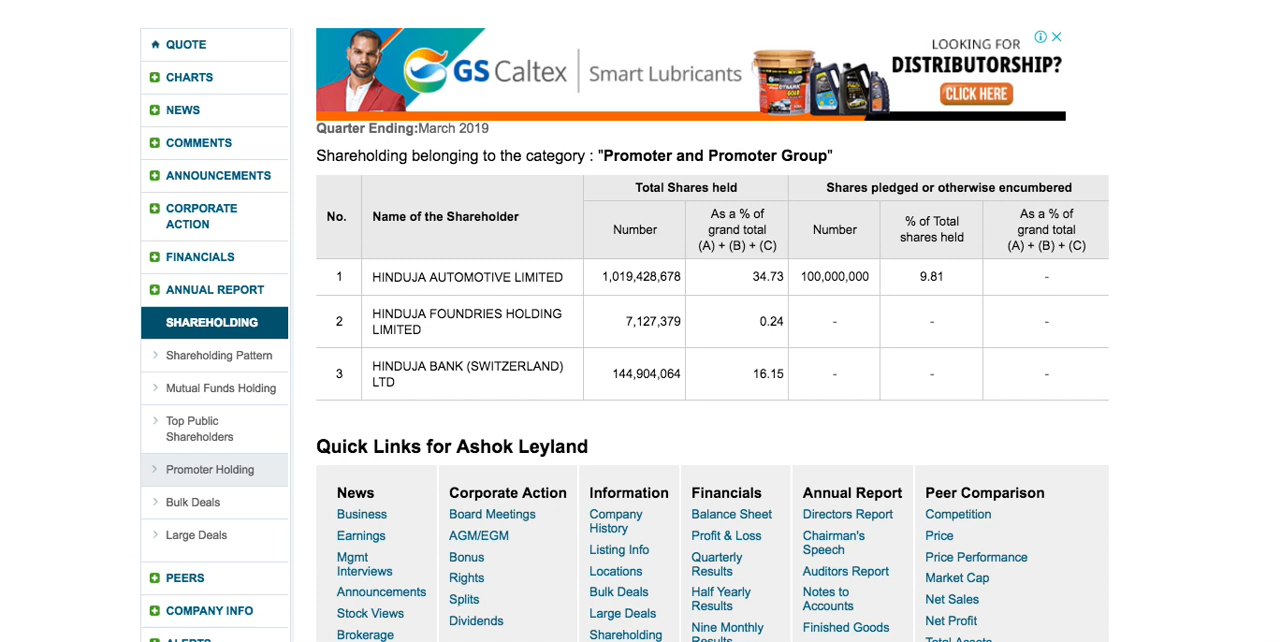 QUOTE
CHARTS
NEWS
COMMENTS
ANNOUNCEMENTS
CORPORATE
ACTION
FINANCIALS
ANNUAL REPORT
SHAREHOLDING
Shareholding Pattern
Mutual Funds Holding
Top Public
Shareholders
Promoter Holding
Bulk Deals
Large Deals
PEERS
COMPANY INFO
ALERTS
GS Caltex Smart Lubricants
LOOKING FOR
DISTRIBUTORSHIP?
CLICK HERE
Quarter Ending:March 2019
Shareholding belonging to the category : "Promoter and Promoter Group"
No. Name of the Shareholder Total Shares held Shares pledged or otherwise encumbered
Number As a % of grand total (A) + (B) + (C) Number % of Total shares held As a % of grand total (A) + (B) + (C)
1 HINDUJA AUTOMOTIVE LIMITED 1,019,428,678 34.73 100,000,000 9.81 -
2 HINDUJA FOUNDRIES HOLDING LIMITED 7,127,379 0.24 - - -
3 HINDUJA BANK (SWITZERLAND) LTD 144,904,064 16.15 - - -
Quick Links for Ashok Leyland
News
Business
Earnings
Mgmt
Interviews
Announcements
Stock Views
Brokerage
Corporate Action
Board Meetings
AGM/EGM
Bonus
Rights
Splits
Dividends
Information
Company
History
Listing Info
Locations
Bulk Deals
Large Deals
Shareholding
Financials
Balance Sheet
Profit & Loss
Quarterly
Results
Half Yearly
Results
Nine Monthly
Results
Annual Report
Directors Report
Chairman's
Speech
Auditors Report
Notes to
Accounts
Finished Goods
Peer Comparison
Competition
Price
Price Performance
Market Cap
Net Sales
Net Profit
Total Assets